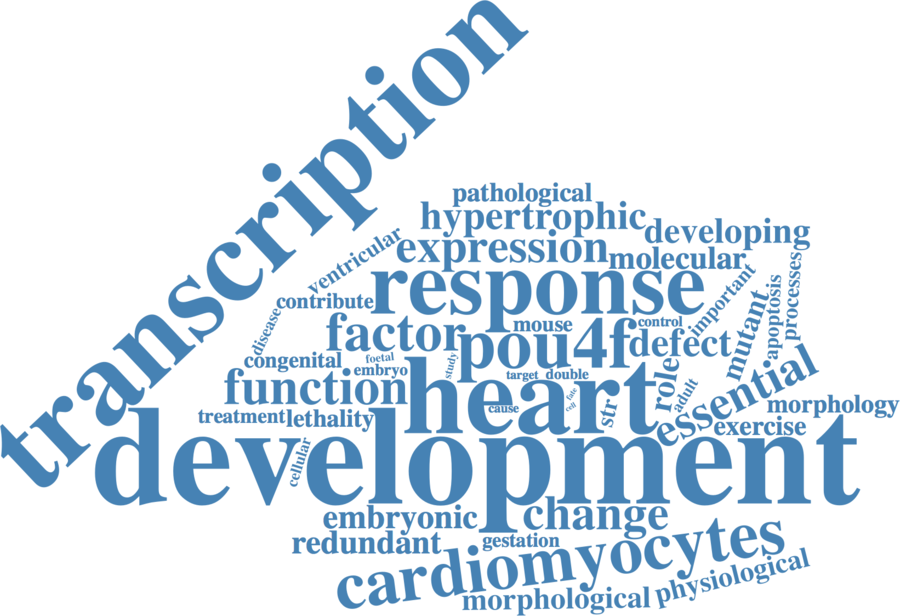 transcription
pathological
hypertrophic
developing
ventricular
expression
molecular
response
important
processes
contribute
disease
factor
mouse
control
pou4f
defect
mutant
apoptosis
congenital
foetal
embryo
study
function
heart
target
double
role
adult
essential
cause
fate
cell
str
treatment
lethality
morphology
exercise
development
cellular
embryonic
change
redundant
gestation
cardiomyocytes
morphological
physiological